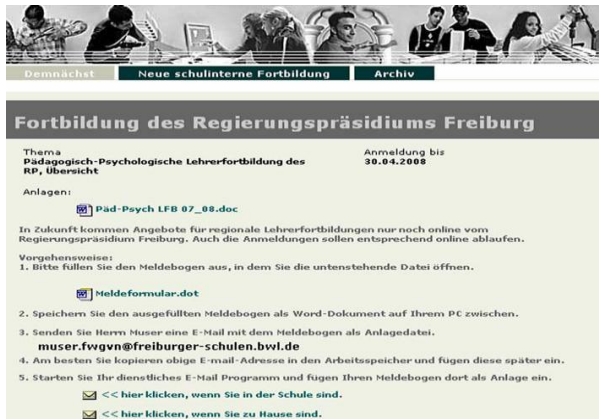 Demnächst Neue schulinterne Fortbildung Archiv
Fortbildung des Regierungspräsidiums Freiburg
Thema Anmeldung bis
Pädagogisch-Psychologische Lehrerfortbildung des 30.04.2008
RP, Übersicht
Anlagen:
Päd-Psych LFB 07_08.doc
In Zukunft kommen Angebote für regionale Lehrerfortbildungen nur noch online vom
Regierungspräsidium Freiburg. Auch die Anmeldungen sollen entsprechend online ablaufen.
Vorgehensweise:
1. Bitte füllen Sie den Meldebogen aus, in dem Sie die untenstehende Datei öffnen.
Meldeformular.dot
2. Speichern Sie den ausgefüllten Meldebogen als Word-Dokument auf Ihrem PC zwischen.
3. Senden Sie Herrn Muser eine E-Mail mit dem Meldebogen als Anlagedatei.
muser.fwgvn@freiburger-schulen.bwl.de
4. Am besten Sie kopieren obige E-mail-Adresse in den Arbeitsspeicher und fügen diese später ein.
5. Starten Sie Ihr dienstliches E-Mail Programm und fügen Ihren Meldebogen dort als Anlage ein.
<< hier klicken, wenn Sie in der Schule sind.
<< hier klicken, wenn Sie zu Hause sind.